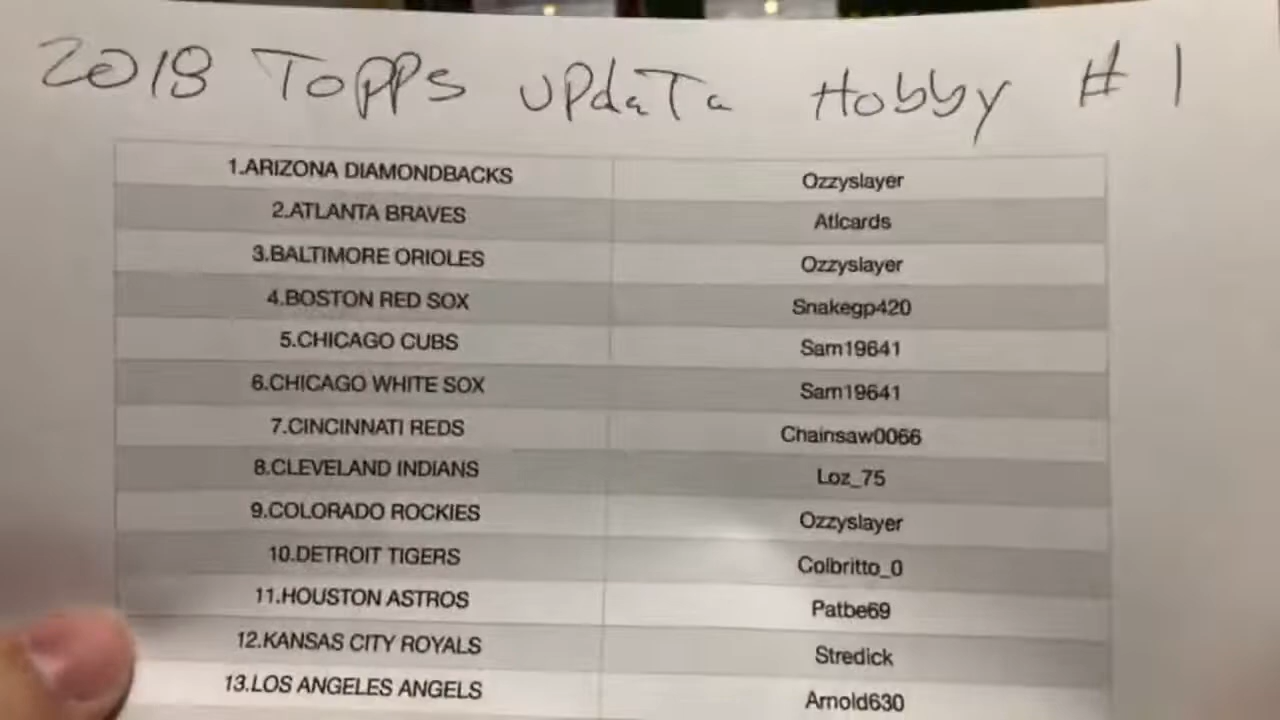 2018 Topps UPdaTa Hobby # 1
1.ARIZONA DIAMONDBACKS Ozzyslayer
2.ATLANTA BRAVES Atlcards
3.BALTIMORE ORIOLES Ozzyslayer
4.BOSTON RED SOX Snakegp420
5.CHICAGO CUBS Sam19641
6.CHICAGO WHITE SOX Sam19641
7.CINCINNATI REDS Chainsaw0066
8.CLEVELAND INDIANS Loz_75
9.COLORADO ROCKIES Ozzyslayer
10.DETROIT TIGERS Colbritto_0
11.HOUSTON ASTROS Patbe69
12.KANSAS CITY ROYALS Stredick
13.LOS ANGELES ANGELS Arnold630